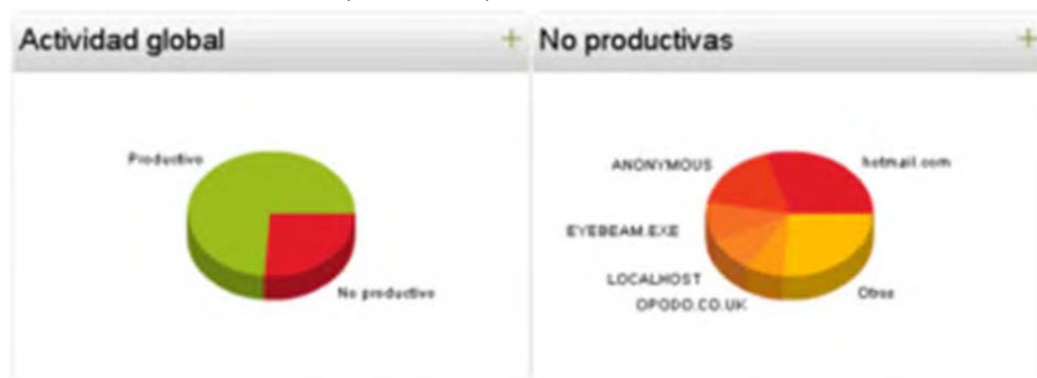 Actividad global
No productivas
Productivo
No productivo
ANONYMOUS
hotmail.com
EYEBEAM.EXE
LOCALHOST
OPODO.CO.UK
Otros